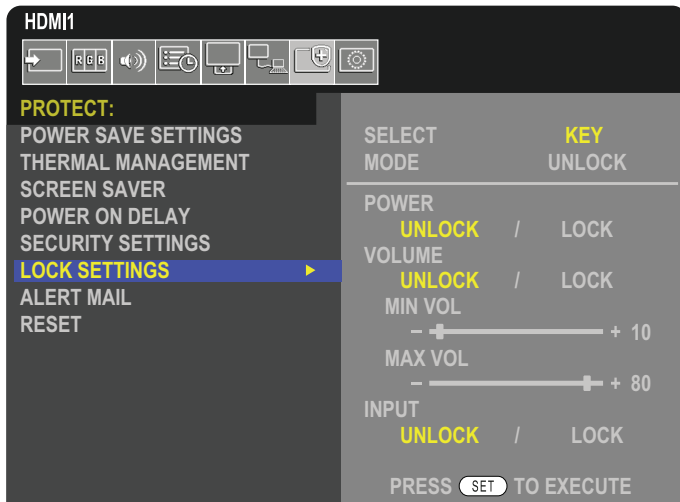 HDMI1
RGB
PROTECT:
POWER SAVE SETTINGS
THERMAL MANAGEMENT
SCREEN SAVER
POWER ON DELAY
SECURITY SETTINGS
LOCK SETTINGS
ALERT MAIL
RESET
SELECT KEY
MODE UNLOCK
POWER
UNLOCK / LOCK
VOLUME
UNLOCK / LOCK
MIN VOL
− + 10
MAX VOL
− + 80
INPUT
UNLOCK / LOCK
PRESS SET TO EXECUTE